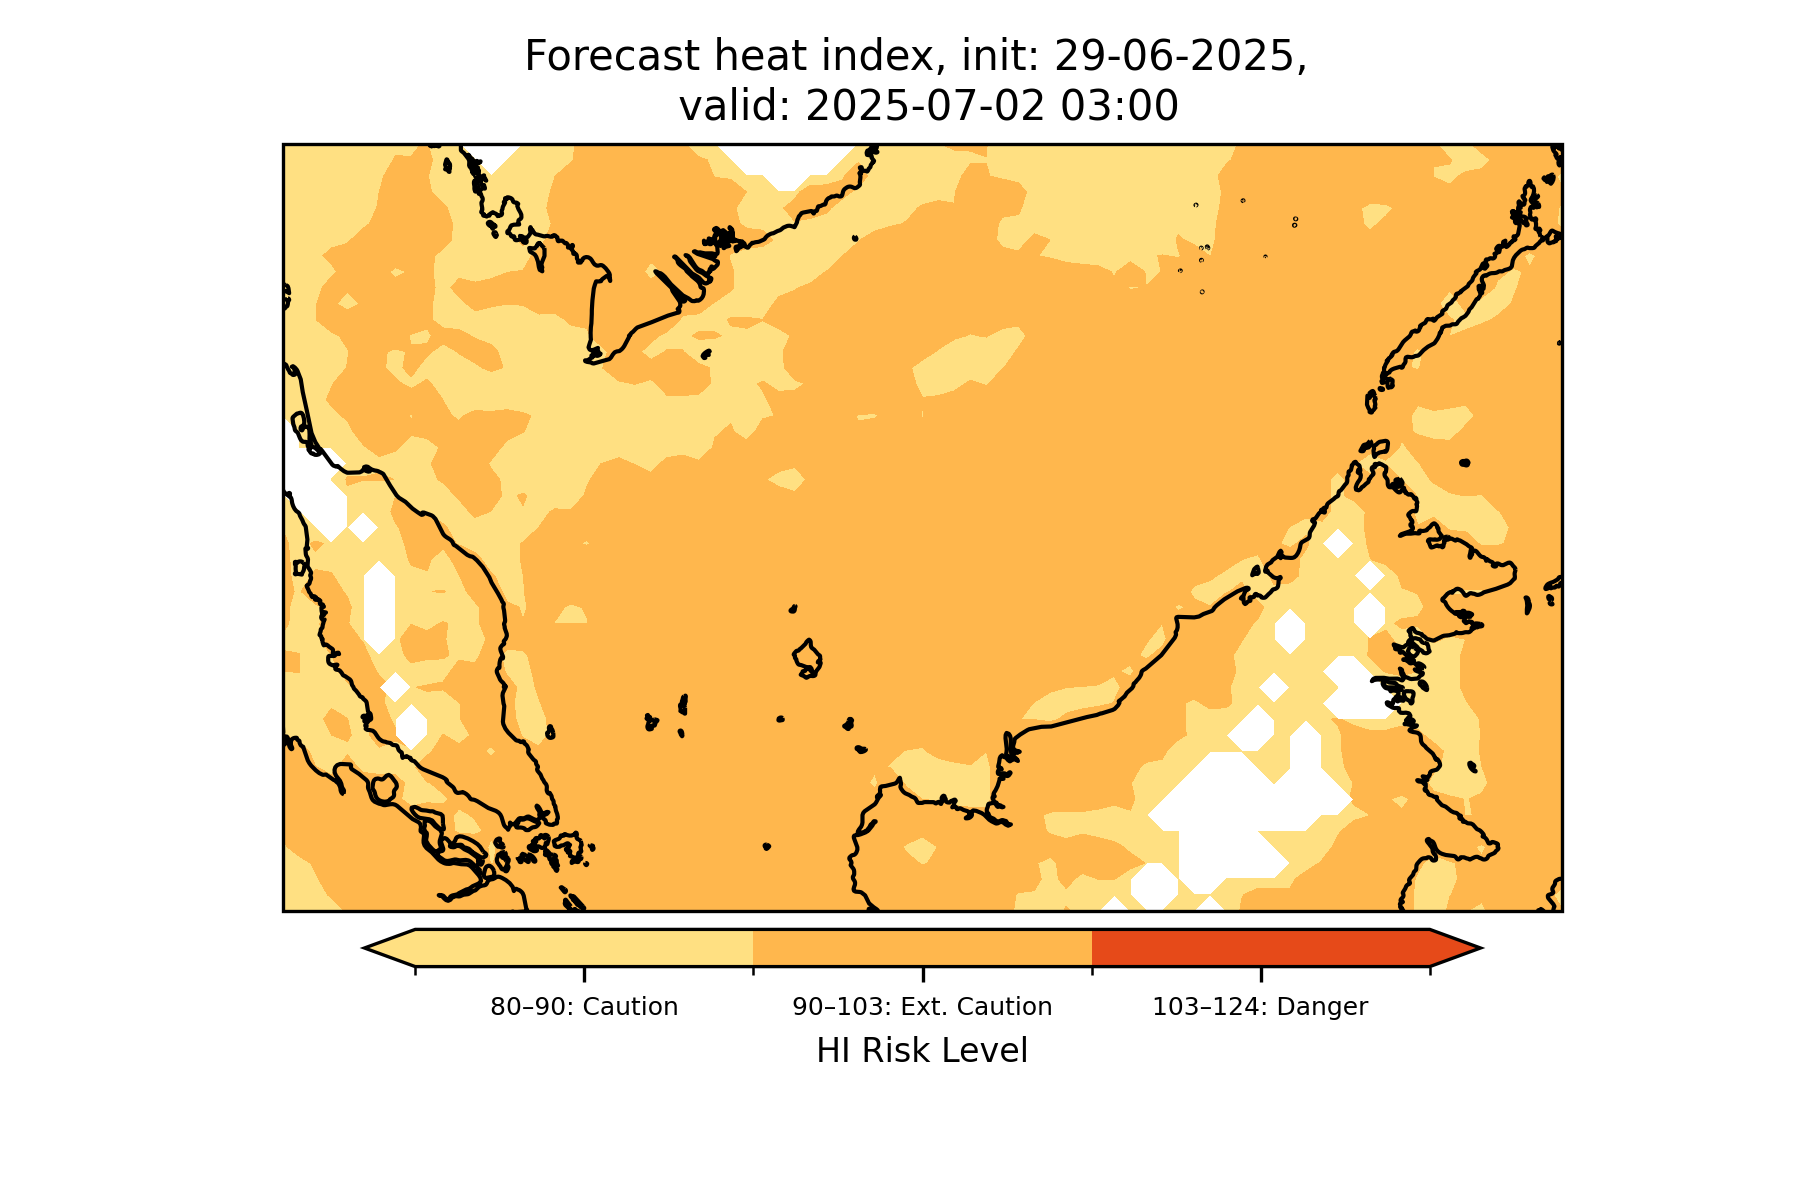 Forecast heat index, init: 29-06-2025,
valid: 2025-07-02 03:00
80–90: Caution
90–103: Ext. Caution
103–124: Danger
HI Risk Level